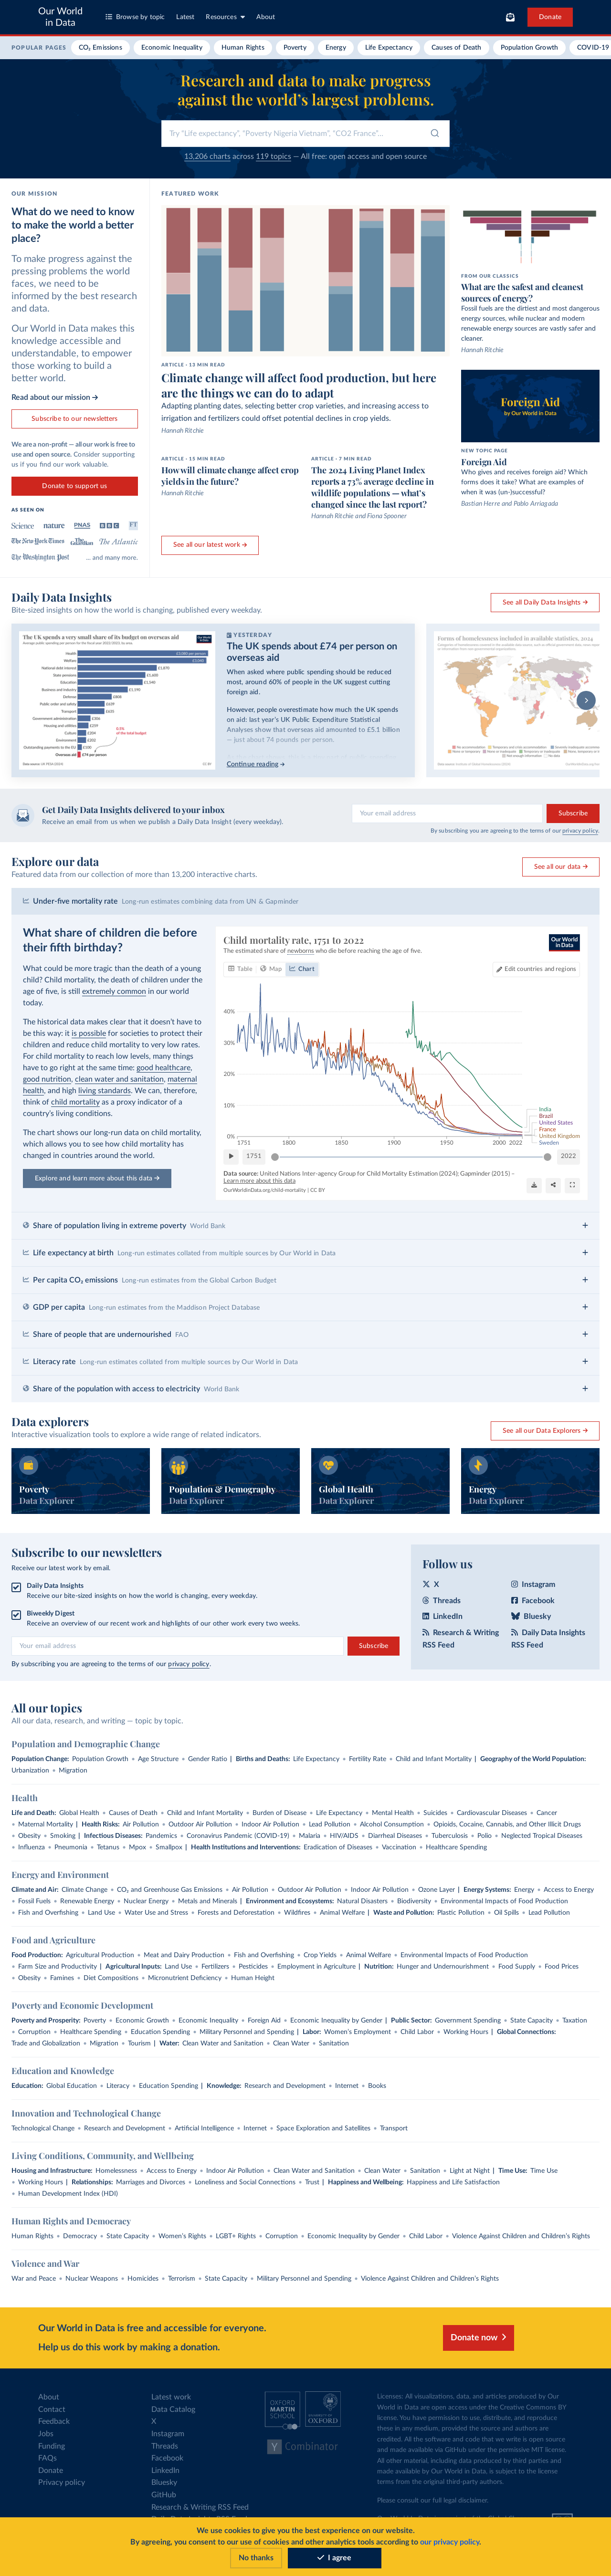 Our World
in Data
Browse by topic
Latest
Resources
About
Donate
POPULAR PAGES
CO₂ Emissions
Economic Inequality
Human Rights
Poverty
Energy
Life Expectancy
Causes of Death
Population Growth
COVID-19
Research and data to make progress
against the world’s largest problems.
Try "Life expectancy", "Poverty Nigeria Vietnam", "CO2 France"...
13,206 charts across 119 topics — All free: open access and open source
OUR MISSION
What do we need to know
to make the world a better
place?
To make progress against the
pressing problems the world
faces, we need to be
informed by the best research
and data.
Our World in Data makes this
knowledge accessible and
understandable, to empower
those working to build a
better world.
Read about our mission →
Subscribe to our newsletters
We are a non-profit — all our work is free to
use and open source. Consider supporting
us if you find our work valuable.
Donate to support us
AS SEEN ON
Science
nature
PNAS
BBC
FT
The New York Times
The Guardian
The Atlantic
The Washington Post
... and many more.
FEATURED WORK
ARTICLE · 13 MIN READ
Climate change will affect food production, but here
are the things we can do to adapt
Adapting planting dates, selecting better crop varieties, and increasing access to
irrigation and fertilizers could offset potential declines in crop yields.
Hannah Ritchie
ARTICLE · 15 MIN READ
How will climate change affect crop
yields in the future?
Hannah Ritchie
ARTICLE · 7 MIN READ
The 2024 Living Planet Index
reports a 73% average decline in
wildlife populations — what’s
changed since the last report?
Hannah Ritchie and Fiona Spooner
See all our latest work →
FROM OUR CLASSICS
What are the safest and cleanest
sources of energy?
Fossil fuels are the dirtiest and most dangerous
energy sources, while nuclear and modern
renewable energy sources are vastly safer and
cleaner.
Hannah Ritchie
Foreign Aid
by Our World in Data
NEW TOPIC PAGE
Foreign Aid
Who gives and receives foreign aid? Which
forms does it take? What are examples of
when it was (un-)successful?
Bastian Herre and Pablo Arriagada
Daily Data Insights
Bite-sized insights on how the world is changing, published every weekday.
See all Daily Data Insights →
The UK spends a very small share of its budget on overseas aid
YESTERDAY
The UK spends about £74 per person on
overseas aid
When asked where public spending should be reduced
most, around 60% of people in the UK suggest cutting
foreign aid.
However, people overestimate how much the UK spends
on aid: last year’s UK Public Expenditure Statistical
Analyses show that overseas aid amounted to £5.1 billion
— just about 74 pounds per person.
Continue reading →
Forms of homelessness included in available statistics, 2024
Get Daily Data Insights delivered to your inbox
Receive an email from us when we publish a Daily Data Insight (every weekday).
Your email address
Subscribe
By subscribing you are agreeing to the terms of our privacy policy.
Explore our data
Featured data from our collection of more than 13,200 interactive charts.
See all our data →
Under-five mortality rate Long-run estimates combining data from UN & Gapminder
What share of children die before
their fifth birthday?
What could be more tragic than the death of a young
child? Child mortality, the death of children under the
age of five, is still extremely common in our world
today.
The historical data makes clear that it doesn’t have to
be this way: it is possible for societies to protect their
children and reduce child mortality to very low rates.
For child mortality to reach low levels, many things
have to go right at the same time: good healthcare,
good nutrition, clean water and sanitation, maternal
health, and high living standards. We can, therefore,
think of child mortality as a proxy indicator of a
country’s living conditions.
The chart shows our long-run data on child mortality,
which allows you to see how child mortality has
changed in countries around the world.
Explore and learn more about this data →
Child mortality rate, 1751 to 2022
The estimated share of newborns who die before reaching the age of five.
Our World
in Data
Table
Map
Chart
Edit countries and regions
40%
30%
20%
10%
0%
1751
1800
1850
1900
1950
2000
2022
India
Brazil
United States
France
United Kingdom
Sweden
1751
2022
Data source: United Nations Inter-agency Group for Child Mortality Estimation (2024); Gapminder (2015) –
Learn more about this data
OurWorldinData.org/child-mortality | CC BY
Share of population living in extreme poverty World Bank
Life expectancy at birth Long-run estimates collated from multiple sources by Our World in Data
Per capita CO₂ emissions Long-run estimates from the Global Carbon Budget
GDP per capita Long-run estimates from the Maddison Project Database
Share of people that are undernourished FAO
Literacy rate Long-run estimates collated from multiple sources by Our World in Data
Share of the population with access to electricity World Bank
Data explorers
Interactive visualization tools to explore a wide range of related indicators.
See all our Data Explorers →
Poverty
Data Explorer
Population & Demography
Data Explorer
Global Health
Data Explorer
Energy
Data Explorer
Subscribe to our newsletters
Receive our latest work by email.
Daily Data Insights
Receive our bite-sized insights on how the world is changing, every weekday.
Biweekly Digest
Receive an overview of our recent work and highlights of our other work every two weeks.
Your email address
Subscribe
By subscribing you are agreeing to the terms of our privacy policy.
Follow us
X
Instagram
Threads
Facebook
LinkedIn
Bluesky
Research & Writing
RSS Feed
Daily Data Insights
RSS Feed
All our topics
All our data, research, and writing — topic by topic.
Population and Demographic Change
Population Change: Population Growth • Age Structure • Gender Ratio | Births and Deaths: Life Expectancy • Fertility Rate • Child and Infant Mortality | Geography of the World Population:
Urbanization • Migration
Health
Life and Death: Global Health • Causes of Death • Child and Infant Mortality • Burden of Disease • Life Expectancy • Mental Health • Suicides • Cardiovascular Diseases • Cancer
• Maternal Mortality | Health Risks: Air Pollution • Outdoor Air Pollution • Indoor Air Pollution • Lead Pollution • Alcohol Consumption • Opioids, Cocaine, Cannabis, and Other Illicit Drugs
• Obesity • Smoking | Infectious Diseases: Pandemics • Coronavirus Pandemic (COVID-19) • Malaria • HIV/AIDS • Diarrheal Diseases • Tuberculosis • Polio • Neglected Tropical Diseases
• Influenza • Pneumonia • Tetanus • Mpox • Smallpox | Health Institutions and Interventions: Eradication of Diseases • Vaccination • Healthcare Spending
Energy and Environment
Climate and Air: Climate Change • CO₂ and Greenhouse Gas Emissions • Air Pollution • Outdoor Air Pollution • Indoor Air Pollution • Ozone Layer | Energy Systems: Energy • Access to Energy
• Fossil Fuels • Renewable Energy • Nuclear Energy • Metals and Minerals | Environment and Ecosystems: Natural Disasters • Biodiversity • Environmental Impacts of Food Production
• Fish and Overfishing • Land Use • Water Use and Stress • Forests and Deforestation • Wildfires • Animal Welfare | Waste and Pollution: Plastic Pollution • Oil Spills • Lead Pollution
Food and Agriculture
Food Production: Agricultural Production • Meat and Dairy Production • Fish and Overfishing • Crop Yields • Animal Welfare • Environmental Impacts of Food Production
• Farm Size and Productivity | Agricultural Inputs: Land Use • Fertilizers • Pesticides • Employment in Agriculture | Nutrition: Hunger and Undernourishment • Food Supply • Food Prices
• Obesity • Famines • Diet Compositions • Micronutrient Deficiency • Human Height
Poverty and Economic Development
Poverty and Prosperity: Poverty • Economic Growth • Economic Inequality • Foreign Aid • Economic Inequality by Gender | Public Sector: Government Spending • State Capacity • Taxation
• Corruption • Healthcare Spending • Education Spending • Military Personnel and Spending | Labor: Women’s Employment • Child Labor • Working Hours | Global Connections:
Trade and Globalization • Migration • Tourism | Water: Clean Water and Sanitation • Clean Water • Sanitation
Education and Knowledge
Education: Global Education • Literacy • Education Spending | Knowledge: Research and Development • Internet • Books
Innovation and Technological Change
Technological Change • Research and Development • Artificial Intelligence • Internet • Space Exploration and Satellites • Transport
Living Conditions, Community, and Wellbeing
Housing and Infrastructure: Homelessness • Access to Energy • Indoor Air Pollution • Clean Water and Sanitation • Clean Water • Sanitation • Light at Night | Time Use: Time Use
• Working Hours | Relationships: Marriages and Divorces • Loneliness and Social Connections • Trust | Happiness and Wellbeing: Happiness and Life Satisfaction
• Human Development Index (HDI)
Human Rights and Democracy
Human Rights • Democracy • State Capacity • Women’s Rights • LGBT+ Rights • Corruption • Economic Inequality by Gender • Child Labor • Violence Against Children and Children’s Rights
Violence and War
War and Peace • Nuclear Weapons • Homicides • Terrorism • State Capacity • Military Personnel and Spending • Violence Against Children and Children’s Rights
Our World in Data is free and accessible for everyone.
Help us do this work by making a donation.
Donate now
About
Contact
Feedback
Jobs
Funding
FAQs
Donate
Privacy policy
Latest work
Data Catalog
X
Instagram
Threads
Facebook
LinkedIn
Bluesky
GitHub
Research & Writing RSS Feed
OXFORD
MARTIN
SCHOOL
UNIVERSITY OF
OXFORD
Y Combinator
Licenses: All visualizations, data, and articles produced by Our
World in Data are open access under the Creative Commons BY
license. You have permission to use, distribute, and reproduce
these in any medium, provided the source and authors are
credited. All the software and code that we write is open source
and made available via GitHub under the permissive MIT license.
All other material, including data produced by third parties and
made available by Our World in Data, is subject to the license
terms from the original third-party authors.
Please consult our full legal disclaimer.
We use cookies to give you the best experience on our website.
By agreeing, you consent to our use of cookies and other analytics tools according to our privacy policy.
No thanks
I agree